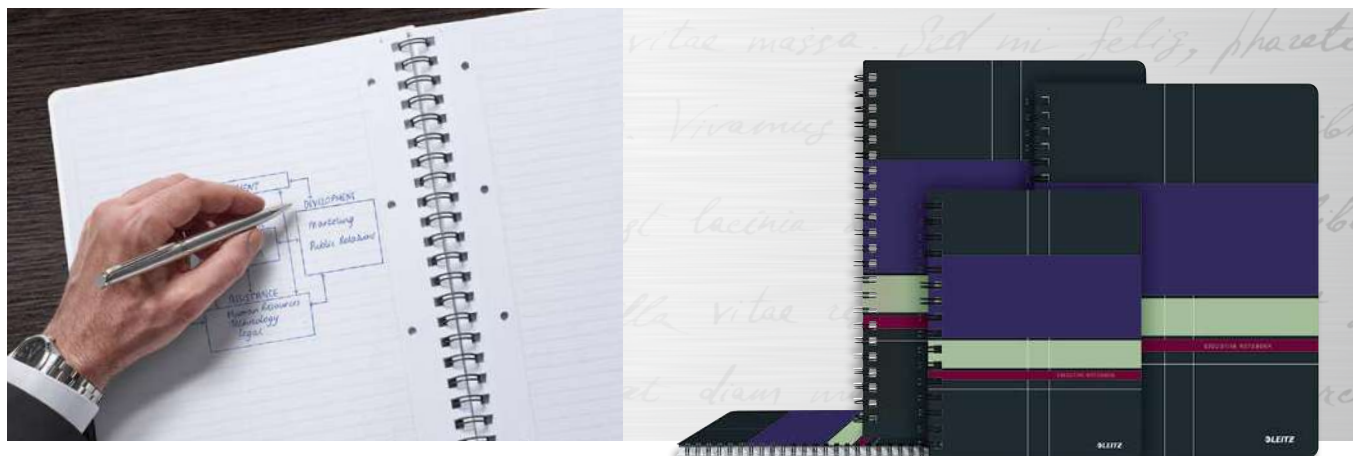 DEVELOPMENT
Marketing
Public Relations
ASSISTANCE
Human Resources
Technology
Legal
vitae massa. Sed mi felis, pharet
Vivamus
lacinia
vitae
diam
EXECUTIVE NOTEBOOK
EXECUTIVE NOTEBOOK
LEITZ
LEITZ